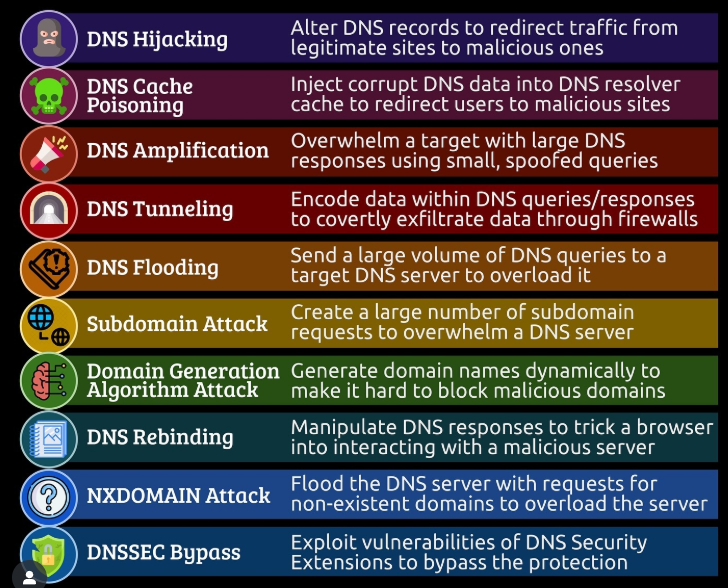 DNS Hijacking
Alter DNS records to redirect traffic from
legitimate sites to malicious ones
DNS Cache
Poisoning
Inject corrupt DNS data into DNS resolver
cache to redirect users to malicious sites
DNS Amplification
Overwhelm a target with large DNS
responses using small, spoofed queries
DNS Tunneling
Encode data within DNS queries/responses
to covertly exfiltrate data through firewalls
DNS Flooding
Send a large volume of DNS queries to a
target DNS server to overload it
Subdomain Attack
Create a large number of subdomain
requests to overwhelm a DNS server
Domain Generation
Algorithm Attack
Generate domain names dynamically to
make it hard to block malicious domains
DNS Rebinding
Manipulate DNS responses to trick a browser
into interacting with a malicious server
NXDOMAIN Attack
Flood the DNS server with requests for
non-existent domains to overload the server
DNSSEC Bypass
Exploit vulnerabilities of DNS Security
Extensions to bypass the protection